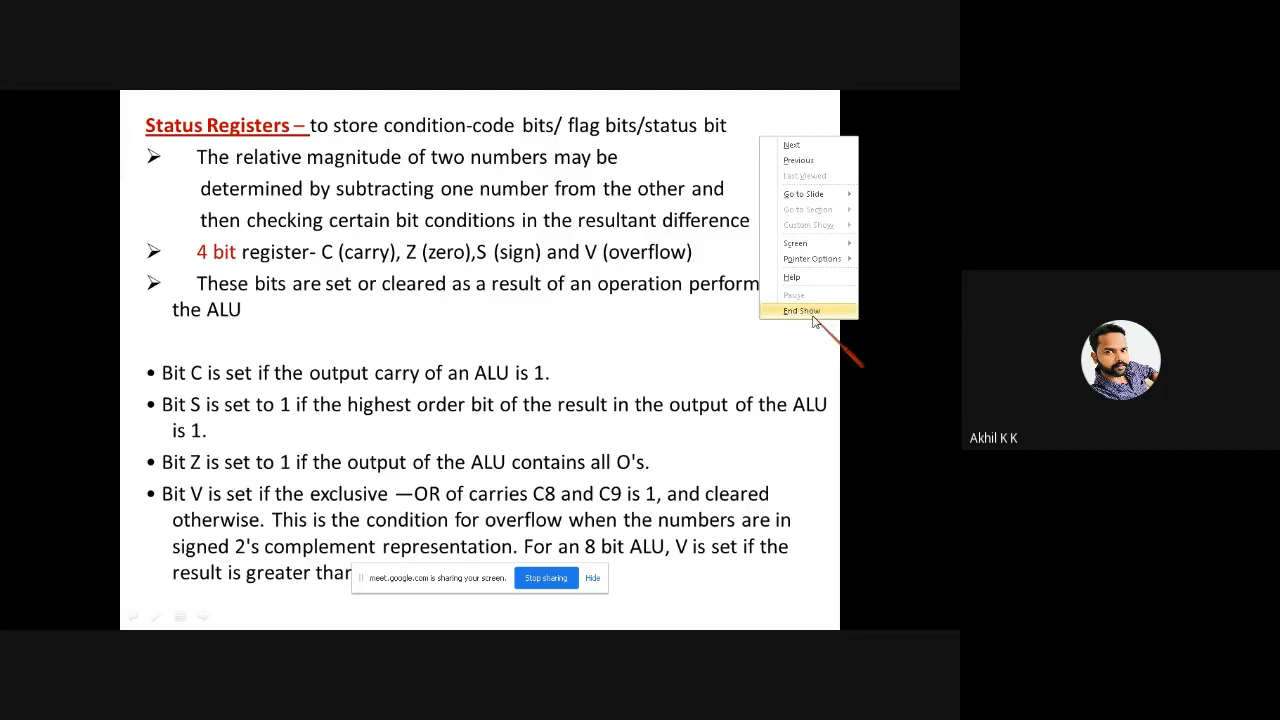 Status Registers – to store condition-code bits/ flag bits/status bit
➢ The relative magnitude of two numbers may be
determined by subtracting one number from the other and
then checking certain bit conditions in the resultant difference
➢ 4 bit register- C (carry), Z (zero),S (sign) and V (overflow)
➢ These bits are set or cleared as a result of an operation perform
the ALU
• Bit C is set if the output carry of an ALU is 1.
• Bit S is set to 1 if the highest order bit of the result in the output of the ALU
is 1.
• Bit Z is set to 1 if the output of the ALU contains all O's.
• Bit V is set if the exclusive —OR of carries C8 and C9 is 1, and cleared
otherwise. This is the condition for overflow when the numbers are in
signed 2's complement representation. For an 8 bit ALU, V is set if the
result is greater than
meet.google.com is sharing your screen. Stop sharing Hide
Next
Previous
Last Viewed
Go to Slide
Go to Section
Custom Show
Screen
Pointer Options
Help
Pause
End Show
Akhil K K